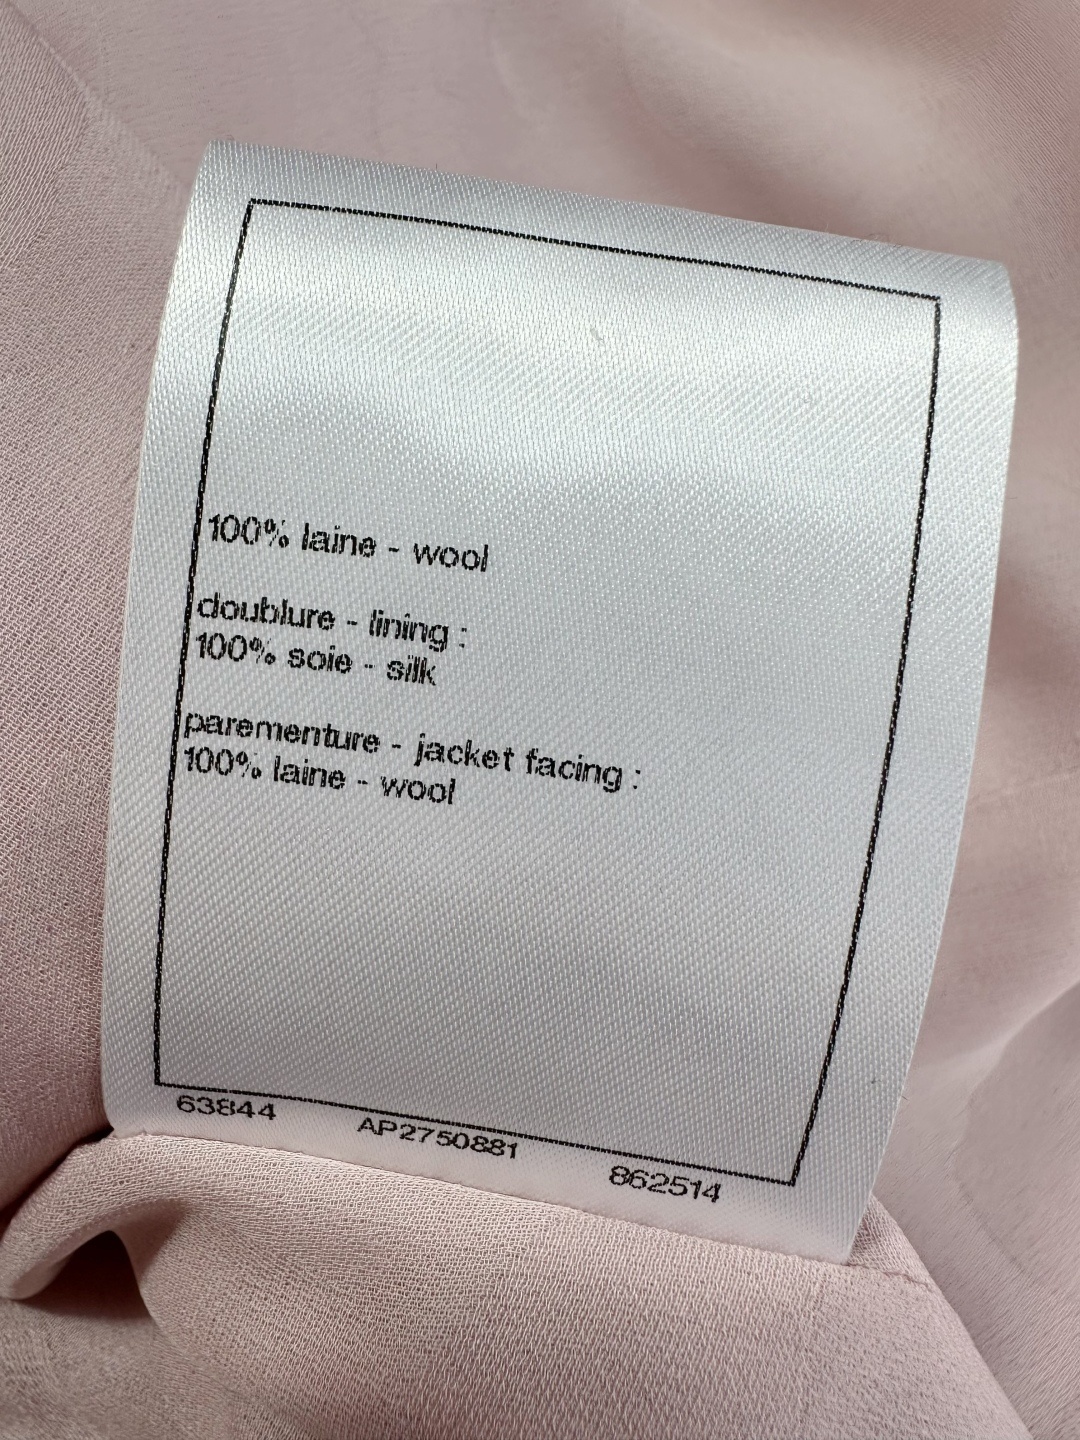 100% laine - wool
doublure - lining :
100% soie - silk
parementure - jacket facing :
100% laine - wool
63844
AP2750881
862514